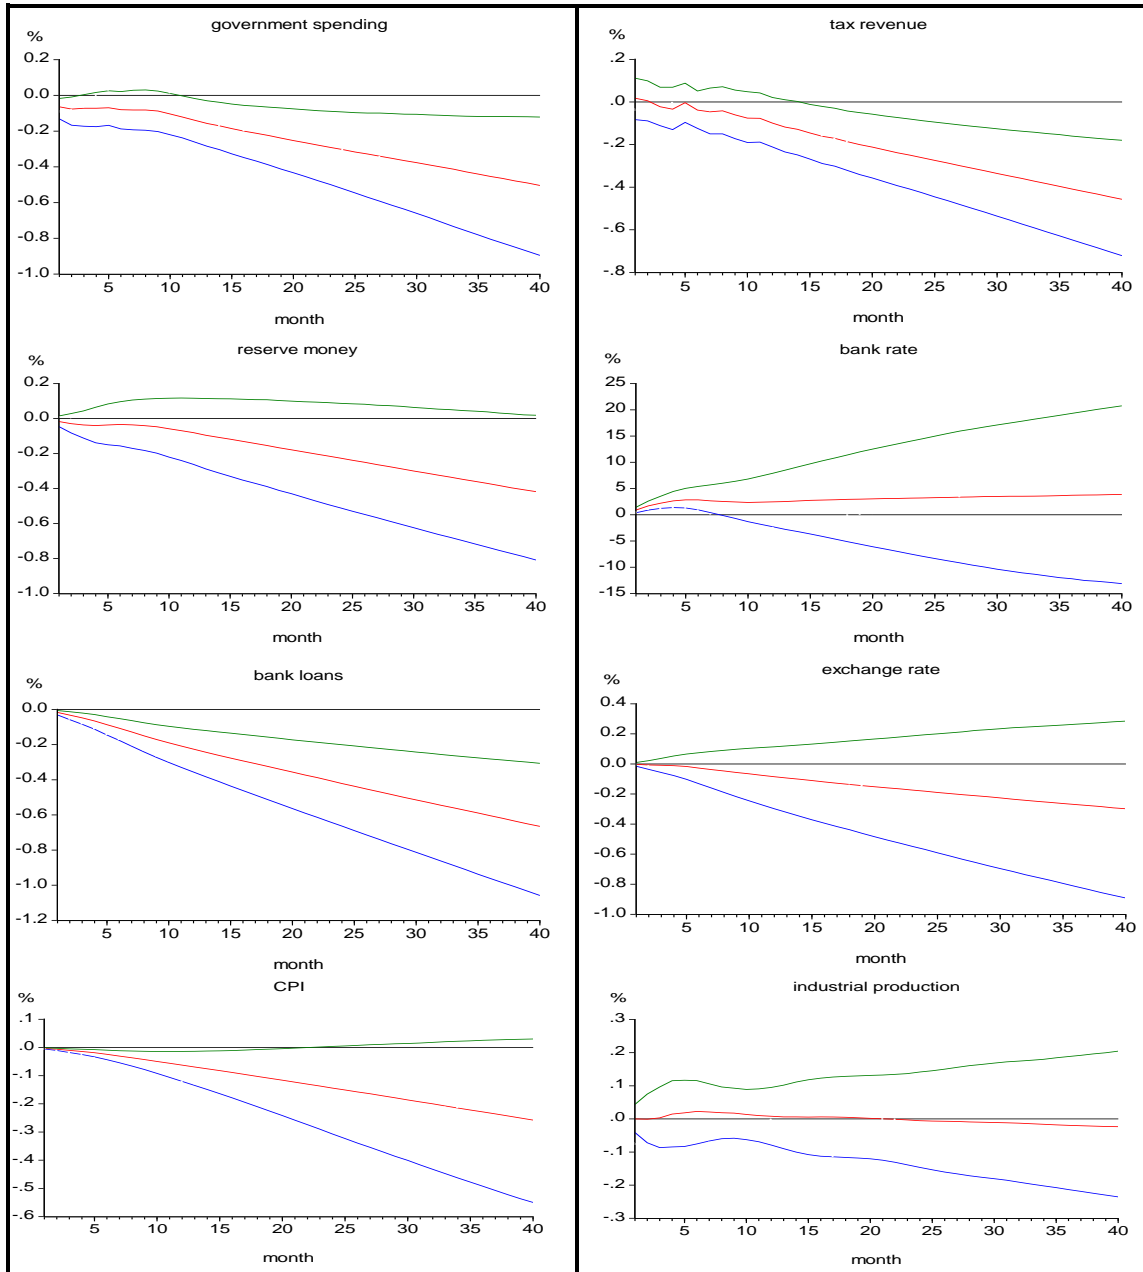 government spending
%
0.2
0.0
-0.2
-0.4
-0.6
-0.8
-1.0
5 10 15 20 25 30 35 40
month
tax revenue
%
.2
.0
-.2
-.4
-.6
-.8
5 10 15 20 25 30 35 40
month
reserve money
%
0.2
0.0
-0.2
-0.4
-0.6
-0.8
-1.0
5 10 15 20 25 30 35 40
month
bank rate
%
25
20
15
10
5
0
-5
-10
-15
5 10 15 20 25 30 35 40
month
bank loans
%
0.0
-0.2
-0.4
-0.6
-0.8
-1.0
-1.2
5 10 15 20 25 30 35 40
month
exchange rate
%
0.4
0.2
0.0
-0.2
-0.4
-0.6
-0.8
-1.0
5 10 15 20 25 30 35 40
month
CPI
%
.1
.0
-.1
-.2
-.3
-.4
-.5
-.6
5 10 15 20 25 30 35 40
month
industrial production
%
.3
.2
.1
.0
-.1
-.2
-.3
5 10 15 20 25 30 35 40
month